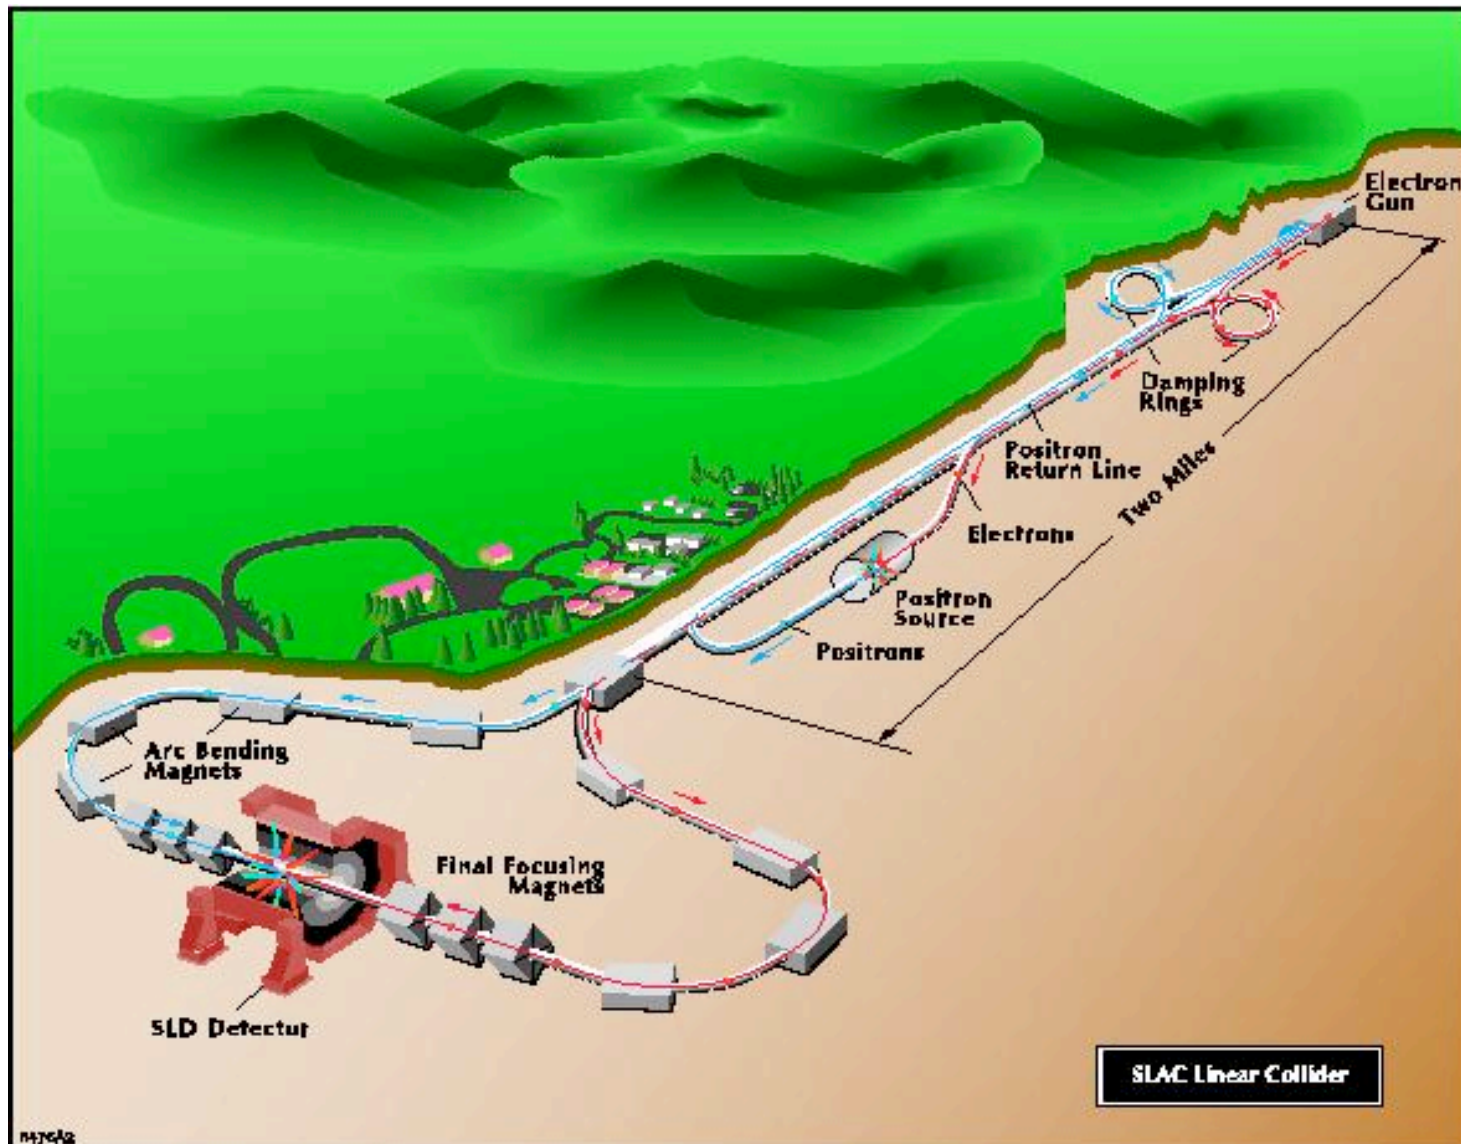 Electron
Gun
Damping
Rings
Positron
Return Line
Two Miles
Electrons
Positron
Source
Positrons
Arc Bending
Magnets
Final Focusing
Magnets
SLD Detector
SLAC Linear Collider